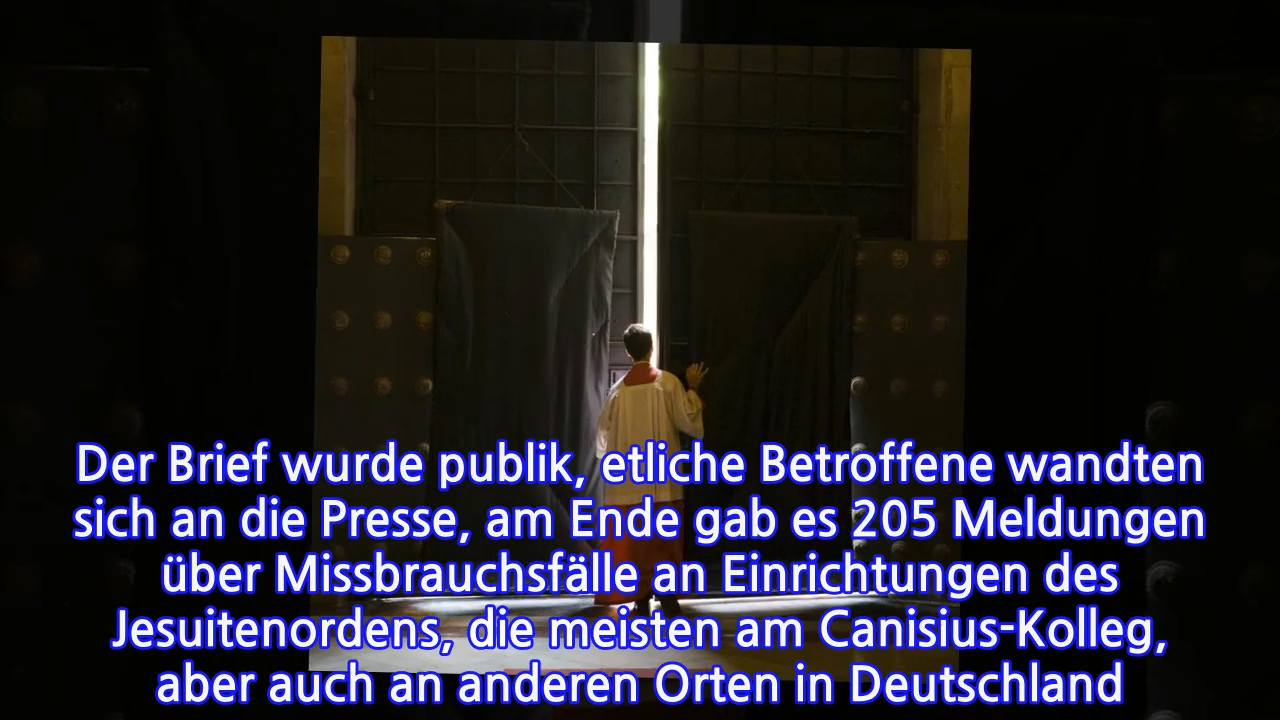 Der Brief wurde publik, etliche Betroffene wandten
sich an die Presse, am Ende gab es 205 Meldungen
über Missbrauchsfälle an Einrichtungen des
Jesuitenordens, die meisten am Canisius-Kolleg,
aber auch an anderen Orten in Deutschland